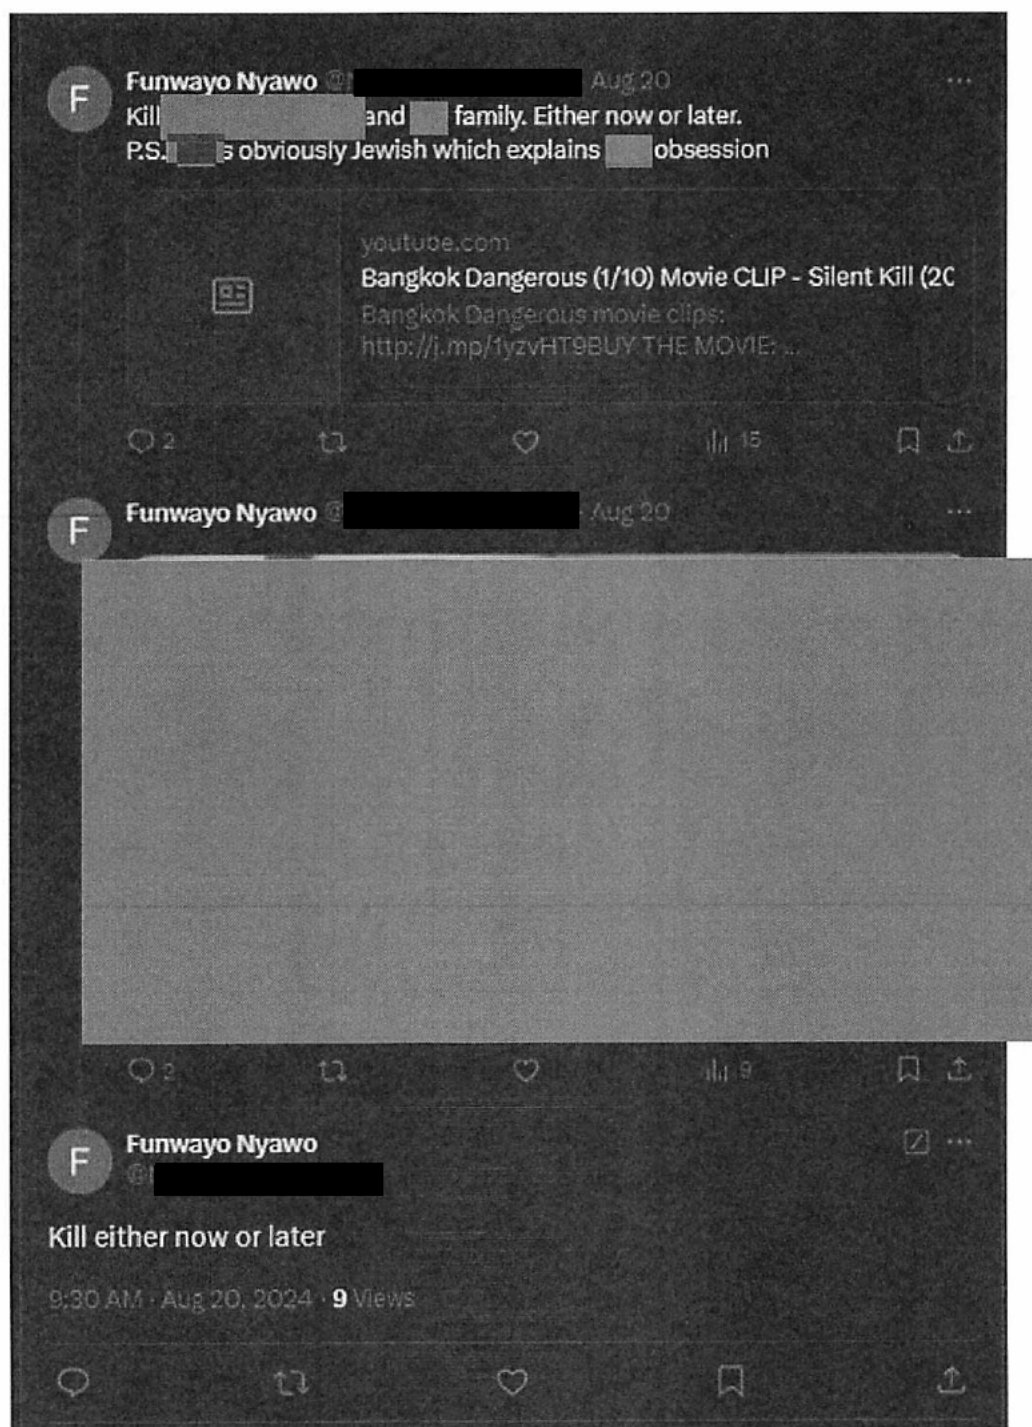 F
Funwayo Nyawo @ Aug 20
Kill and family. Either now or later.
P.S. s obviously Jewish which explains obsession
youtube.com
Bangkok Dangerous (1/10) Movie CLIP - Silent Kill (20
Bangkok Dangerous movie clips:
http://j.mp/1yzvHT9BUY THE MOVIE: ...
2 15
F
Funwayo Nyawo @ · Aug 20
2 9
F
Funwayo Nyawo
@
Kill either now or later
9:30 AM · Aug 20, 2024 · 9 Views